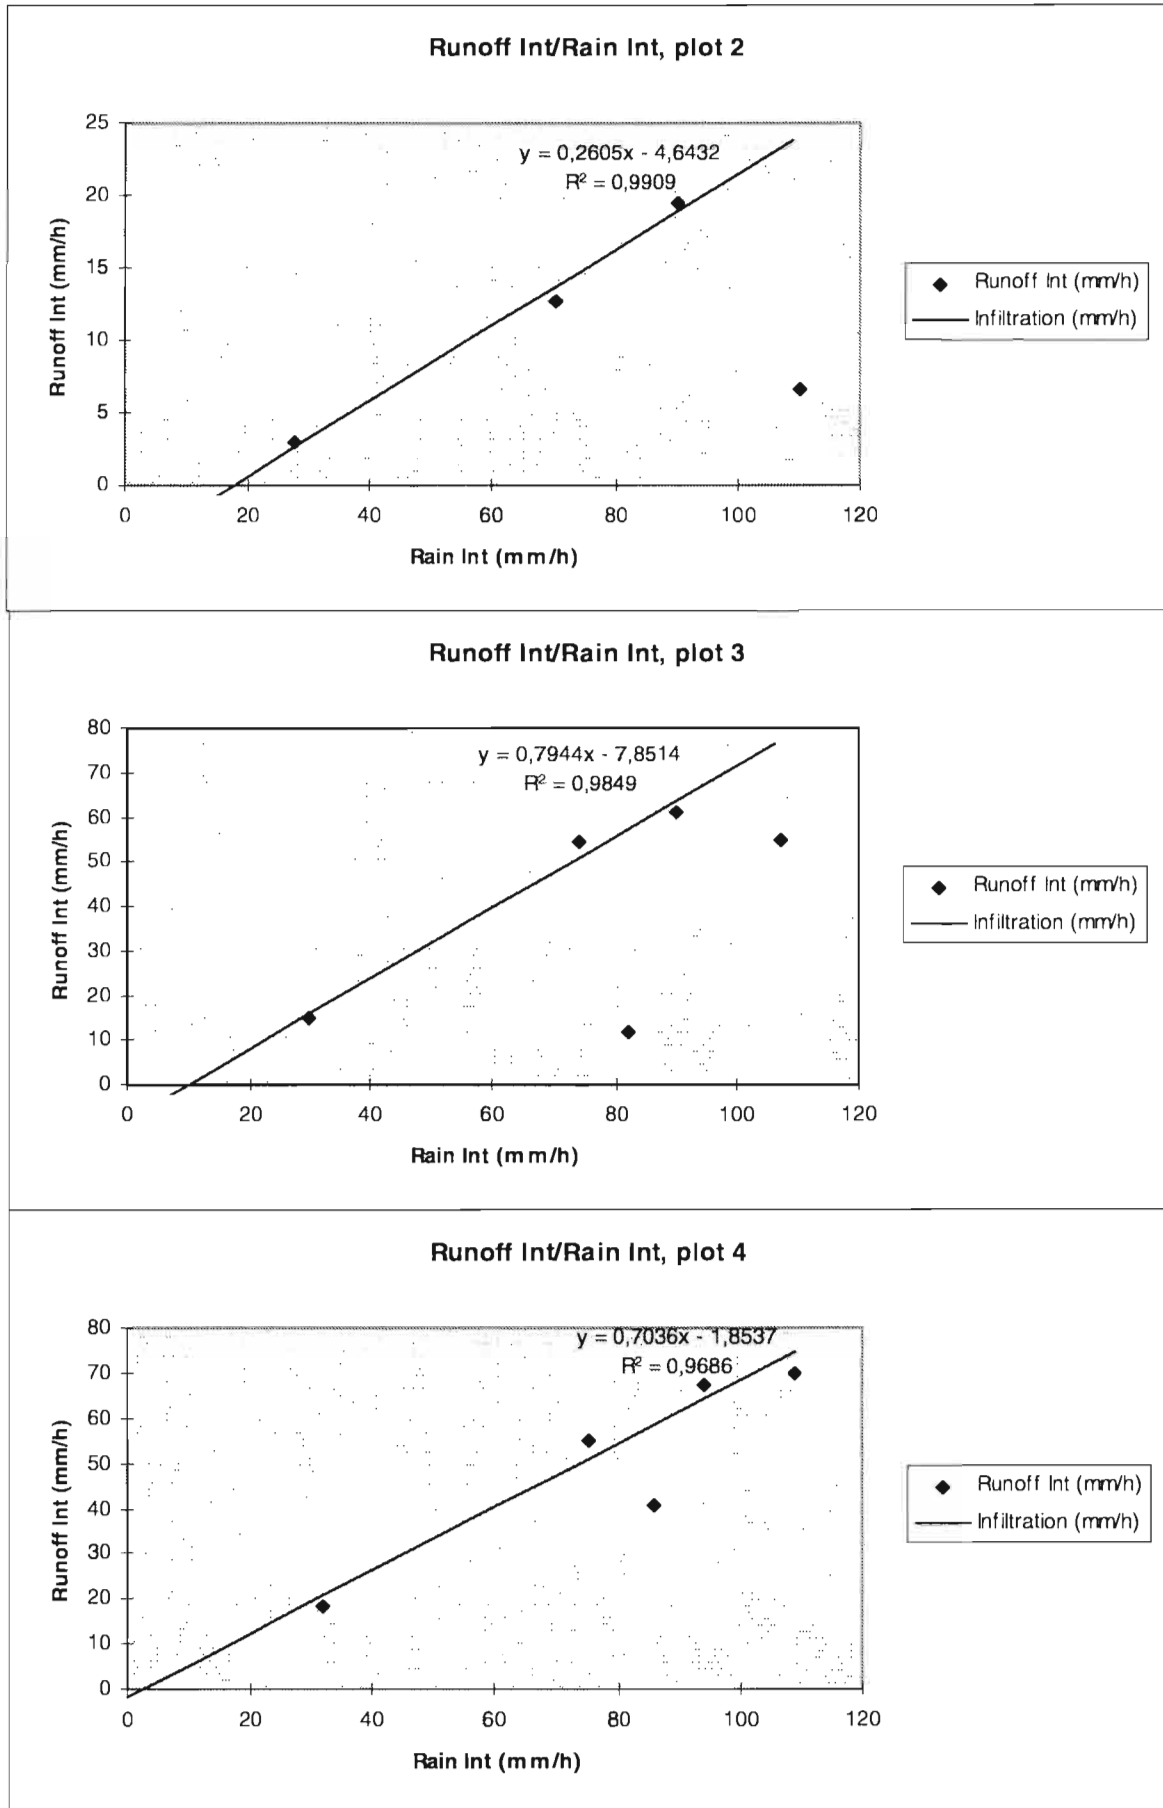 Runoff Int/Rain Int, plot 2
25
20
15
10
5
0
Runoff Int (mm/h)
y = 0,2605x - 4,6432
R² = 0,9909
0 20 40 60 80 100 120
Rain Int (mm/h)
Runoff Int (mm/h)
Infiltration (mm/h)
Runoff Int/Rain Int, plot 3
80
70
60
50
40
30
20
10
0
Runoff Int (mm/h)
y = 0,7944x - 7,8514
R² = 0,9849
0 20 40 60 80 100 120
Rain Int (mm/h)
Runoff Int (mm/h)
Infiltration (mm/h)
Runoff Int/Rain Int, plot 4
80
70
60
50
40
30
20
10
0
Runoff Int (mm/h)
y = 0,7036x - 1,8537
R² = 0,9686
0 20 40 60 80 100 120
Rain Int (mm/h)
Runoff Int (mm/h)
Infiltration (mm/h)